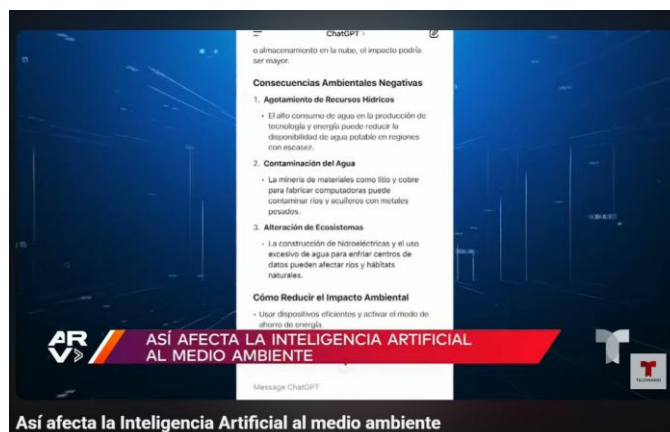 ChatGPT >
o almacenamiento en la nube, el impacto podría
ser mayor.
Consecuencias Ambientales Negativas
1. Agotamiento de Recursos Hídricos
• El alto consumo de agua en la producción de
tecnología y energía puede reducir la
disponibilidad de agua potable en regiones
con escasez.
2. Contaminación del Agua
• La minería de materiales como litio y cobre
para fabricar computadoras puede
contaminar ríos y acuíferos con metales
pesados.
3. Alteración de Ecosistemas
• La construcción de hidroeléctricas y el uso
excesivo de agua para enfriar centros de
datos pueden afectar ríos y hábitats
naturales.
Cómo Reducir el Impacto Ambiental
• Usar dispositivos eficientes y activar el modo de
ahorro de energía.
ARV
ASÍ AFECTA LA INTELIGENCIA ARTIFICIAL
AL MEDIO AMBIENTE
T
TELEMUNDO
Message ChatGPT
Así afecta la Inteligencia Artificial al medio ambiente